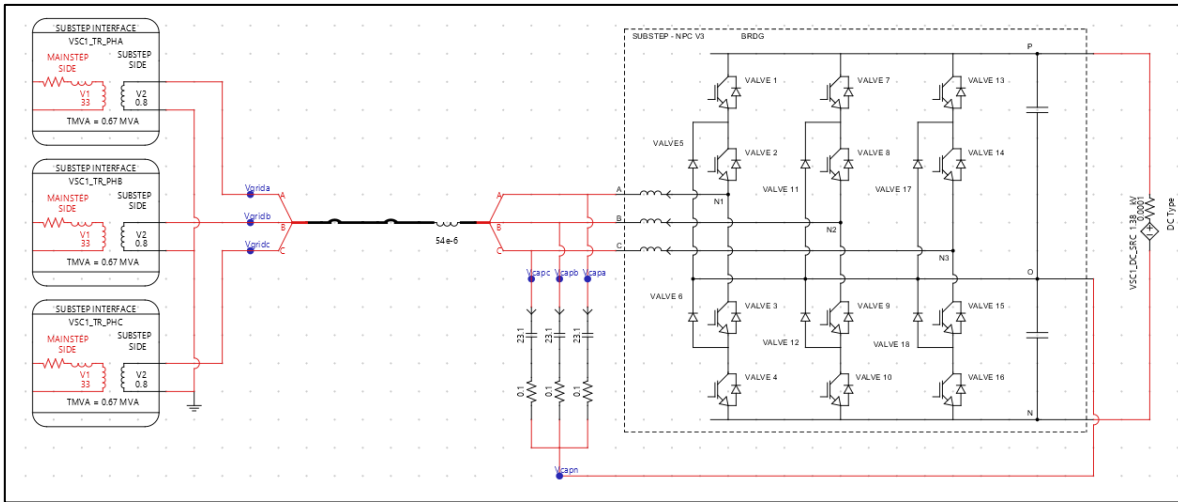 SUBSTEP INTERFACE
VSC1_TR_PHA
MAINSTEP
SIDE
SUBSTEP
SIDE
V1
33
V2
0.8
TMVA = 0.67 MVA
SUBSTEP INTERFACE
VSC1_TR_PHB
MAINSTEP
SIDE
SUBSTEP
SIDE
V1
33
V2
0.8
TMVA = 0.67 MVA
SUBSTEP INTERFACE
VSC1_TR_PHC
MAINSTEP
SIDE
SUBSTEP
SIDE
V1
33
V2
0.8
TMVA = 0.67 MVA
Vgrida
Vgridb
Vgridc
A
B
C
54e-6
A
B
C
Vcapc
Vcapb
Vcapa
23.1
23.1
23.1
0.1
0.1
0.1
Vcapn
SUBSTEP - NPC V3
BRDG
A
B
C
N1
N2
N3
VALVE 1
VALVE 7
VALVE 13
VALVE5
VALVE 2
VALVE 8
VALVE 14
VALVE 11
VALVE 17
VALVE 6
VALVE 3
VALVE 9
VALVE 15
VALVE 12
VALVE 18
VALVE 4
VALVE 10
VALVE 16
P
O
N
VSC1_DC_SRC 1.38 kV
0.0001
DC Type